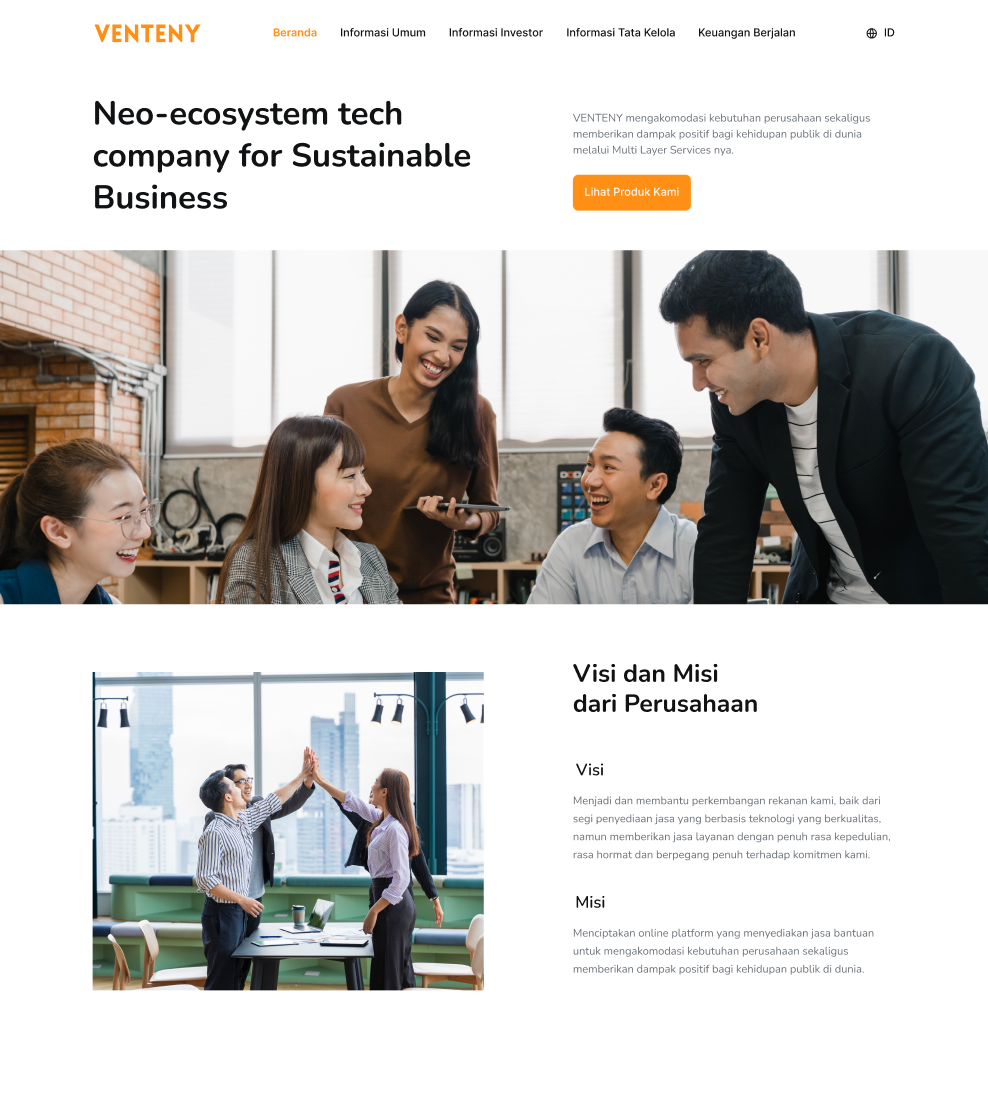 VENTENY
Beranda
Informasi Umum
Informasi Investor
Informasi Tata Kelola
Keuangan Berjalan
ID
Neo-ecosystem tech
company for Sustainable
Business
VENTENY mengakomodasi kebutuhan perusahaan sekaligus
memberikan dampak positif bagi kehidupan publik di dunia
melalui Multi Layer Services nya.
Lihat Produk Kami
Visi dan Misi
dari Perusahaan
Visi
Menjadi dan membantu perkembangan rekanan kami, baik dari
segi penyediaan jasa yang berbasis teknologi yang berkualitas,
namun memberikan jasa layanan dengan penuh rasa kepedulian,
rasa hormat dan berpegang penuh terhadap komitmen kami.
Misi
Menciptakan online platform yang menyediakan jasa bantuan
untuk mengakomodasi kebutuhan perusahaan sekaligus
memberikan dampak positif bagi kehidupan publik di dunia.